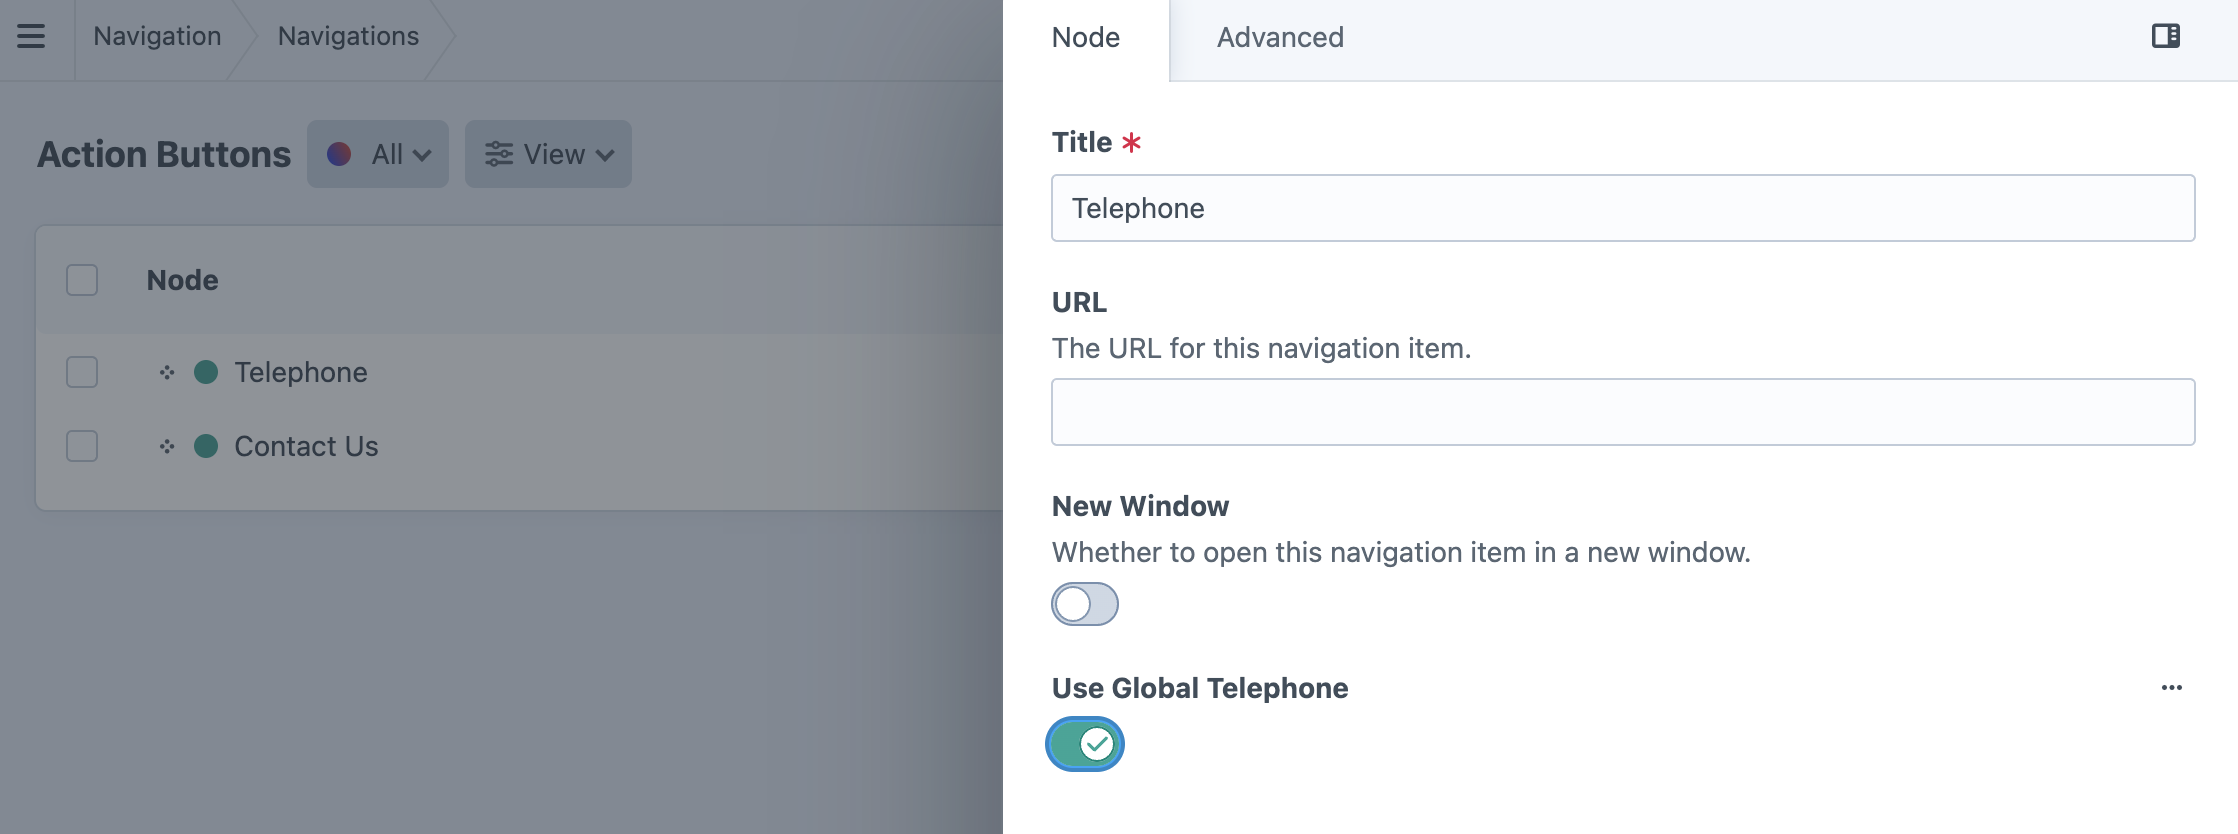 Navigation
Navigations
Action Buttons
All
View
Node
Telephone
Contact Us
Node
Advanced
Title *
Telephone
URL
The URL for this navigation item.
New Window
Whether to open this navigation item in a new window.
Use Global Telephone